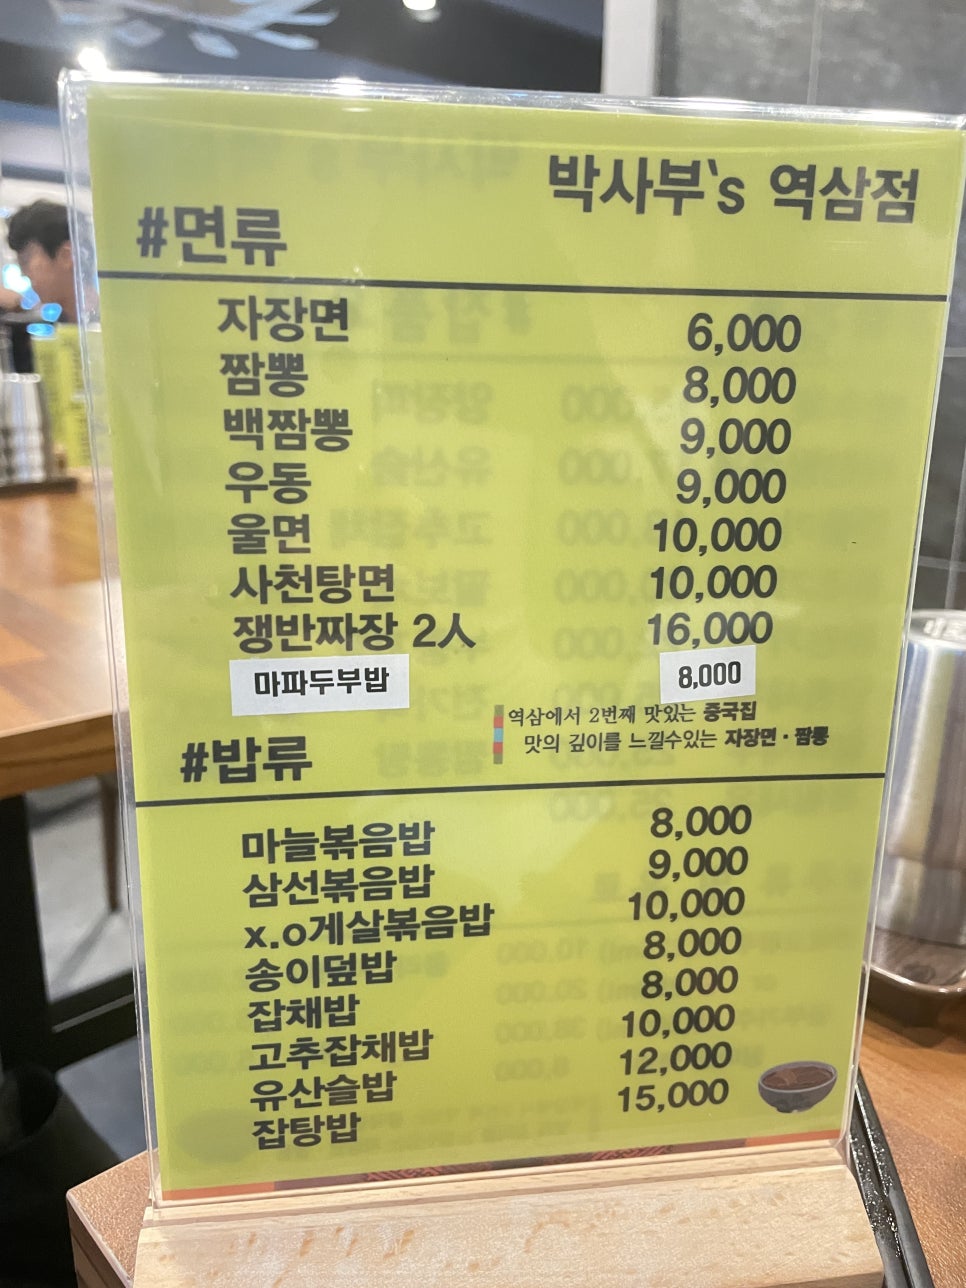 박사부's 역삼점
#면류
자장면 6,000
짬뽕 8,000
백짬뽕 9,000
우동 9,000
울면 10,000
사천탕면 10,000
쟁반짜장 2人 16,000
마파두부밥 8,000
역삼에서 2번째 맛있는 중국집
맛의 깊이를 느낄수있는 자장면·짬뽕
#밥류
마늘볶음밥 8,000
삼선볶음밥 9,000
x.o게살볶음밥 10,000
송이덮밥 8,000
잡채밥 8,000
고추잡채밥 10,000
유산슬밥 12,000
잡탕밥 15,000